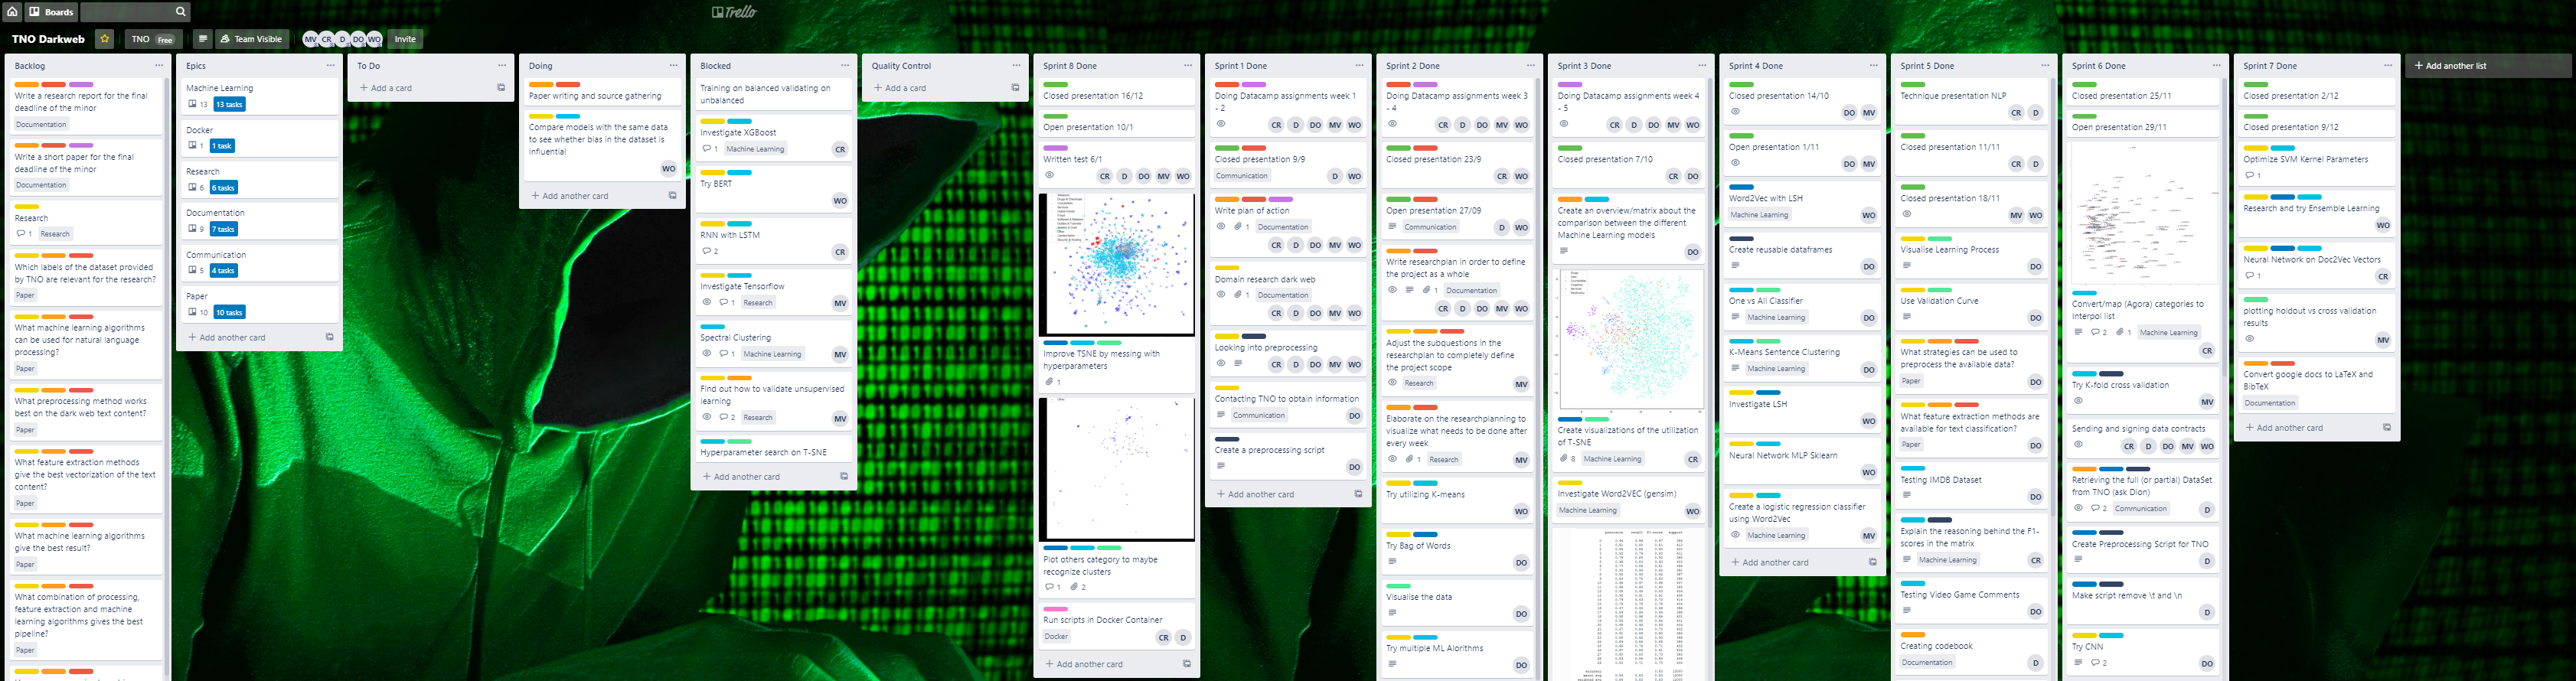 Boards
Trello
TNO Darkweb
TNO Free
Team Visible
MV CR D DO WO
Invite
Backlog
Write a research report for the final
deadline of the minor
Documentation
Write a short paper for the final
deadline of the minor
Documentation
Research
1 Research
Which labels of the dataset provided
by TNO are relevant for the research?
Paper
What machine learning algorithms
can be used for natural language
processing?
Paper
What preprocessing method works
best on the dark web text content?
Paper
What feature extraction methods
give the best vectorization of the text
content?
Paper
What machine learning algorithms
give the best result?
Paper
What combination of processing,
feature extraction and machine
learning algorithms gives the best
pipeline?
Paper
Epics
Machine Learning
13 13 tasks
Docker
1 1 task
Research
6 6 tasks
Documentation
9 7 tasks
Communication
5 4 tasks
Paper
10 10 tasks
+ Add another card
To Do
+ Add a card
Doing
Paper writing and source gathering
Compare models with the same data
to see whether bias in the dataset is
influential
WO
+ Add another card
Blocked
Training on balanced validating on
unbalanced
Investigate XGBoost
1 Machine Learning CR
Try BERT
WO
RNN with LSTM
2 CR
Investigate Tensorflow
1 Research MV
Spectral Clustering
1 Machine Learning MV
Find out how to validate unsupervised
learning
2 Research MV
Hyperparameter search on T-SNE
+ Add another card
Quality Control
+ Add a card
Sprint 8 Done
Closed presentation 16/12
Open presentation 10/1
Written test 6/1
CR D DO MV WO
Improve TSNE by messing with
hyperparameters
1
Plot others category to maybe
recognize clusters
1 2
Run scripts in Docker Container
Docker CR D
+ Add another card
Sprint 1 Done
Doing Datacamp assignments week 1
- 2
CR D DO MV WO
Closed presentation 9/9
Communication D WO
Write plan of action
1 Documentation
CR D DO MV WO
Domain research dark web
1 Documentation
CR D DO MV WO
Looking into preprocessing
CR D DO MV WO
Contacting TNO to obtain information
Communication DO
Create a preprocessing script
DO
+ Add another card
Sprint 2 Done
Doing Datacamp assignments week 3
- 4
CR D DO MV WO
Closed presentation 23/9
CR WO
Open presentation 27/09
Communication D WO
Write researchplan in order to define
the project as a whole
1 Documentation
CR D DO MV WO
Adjust the subquestions in the
researchplan to completely define
the project scope
Research MV
Elaborate on the researchplanning to
visualize what needs to be done after
every week
1 Research MV
Try utilizing K-means
WO
Try Bag of Words
DO
Visualise the data
DO
Try multiple ML Alorithms
DO
Sprint 3 Done
Doing Datacamp assignments week 4
- 5
CR D DO MV WO
Closed presentation 7/10
CR DO
Create an overview/matrix about the
comparison between the different
Machine Learning models
DO
Create visualizations of the utilization
of T-SNE
8 Machine Learning CR
Investigate Word2VEC (gensim)
Machine Learning WO
Sprint 4 Done
Closed presentation 14/10
DO MV
Open presentation 1/11
DO MV
Word2Vec with LSH
Machine Learning WO
Create reusable dataframes
DO
One vs All Classifier
Machine Learning DO
K-Means Sentence Clustering
Machine Learning DO
Investigate LSH
WO
Neural Network MLP Sklearn
WO
Create a logistic regression classifier
using Word2Vec
Machine Learning MV
+ Add another card
Sprint 5 Done
Technique presentation NLP
CR D
Closed presentation 11/11
CR D
Closed presentation 18/11
MV WO
Visualise Learning Process
DO
Use Validation Curve
DO
What strategies can be used to
preprocess the available data?
Paper DO
What feature extraction methods are
available for text classification?
Paper DO
Testing IMDB Dataset
DO
Explain the reasoning behind the F1-
scores in the matrix
Machine Learning CR
Testing Video Game Comments
DO
Creating codebook
Documentation D
Sprint 6 Done
Closed presentation 25/11
Open presentation 29/11
Convert/map (Agora) categories to
Interpol list
2 1 Machine Learning
CR
Try K-fold cross validation
MV
Sending and signing data contracts
CR D DO MV WO
Retrieving the full (or partial) DataSet
from TNO (ask Dion)
2 Communication D
Create Preprocessing Script for TNO
D
Make script remove \t and \n
D
Try CNN
2 DO
Sprint 7 Done
Closed presentation 2/12
Closed presentation 9/12
Optimize SVM Kernel Parameters
1
Research and try Ensemble Learning
WO
Neural Network on Doc2Vec Vectors
1 CR
plotting holdout vs cross validation
results
MV
Convert google docs to LaTeX and
BibTeX
Documentation
+ Add another card
+ Add another list